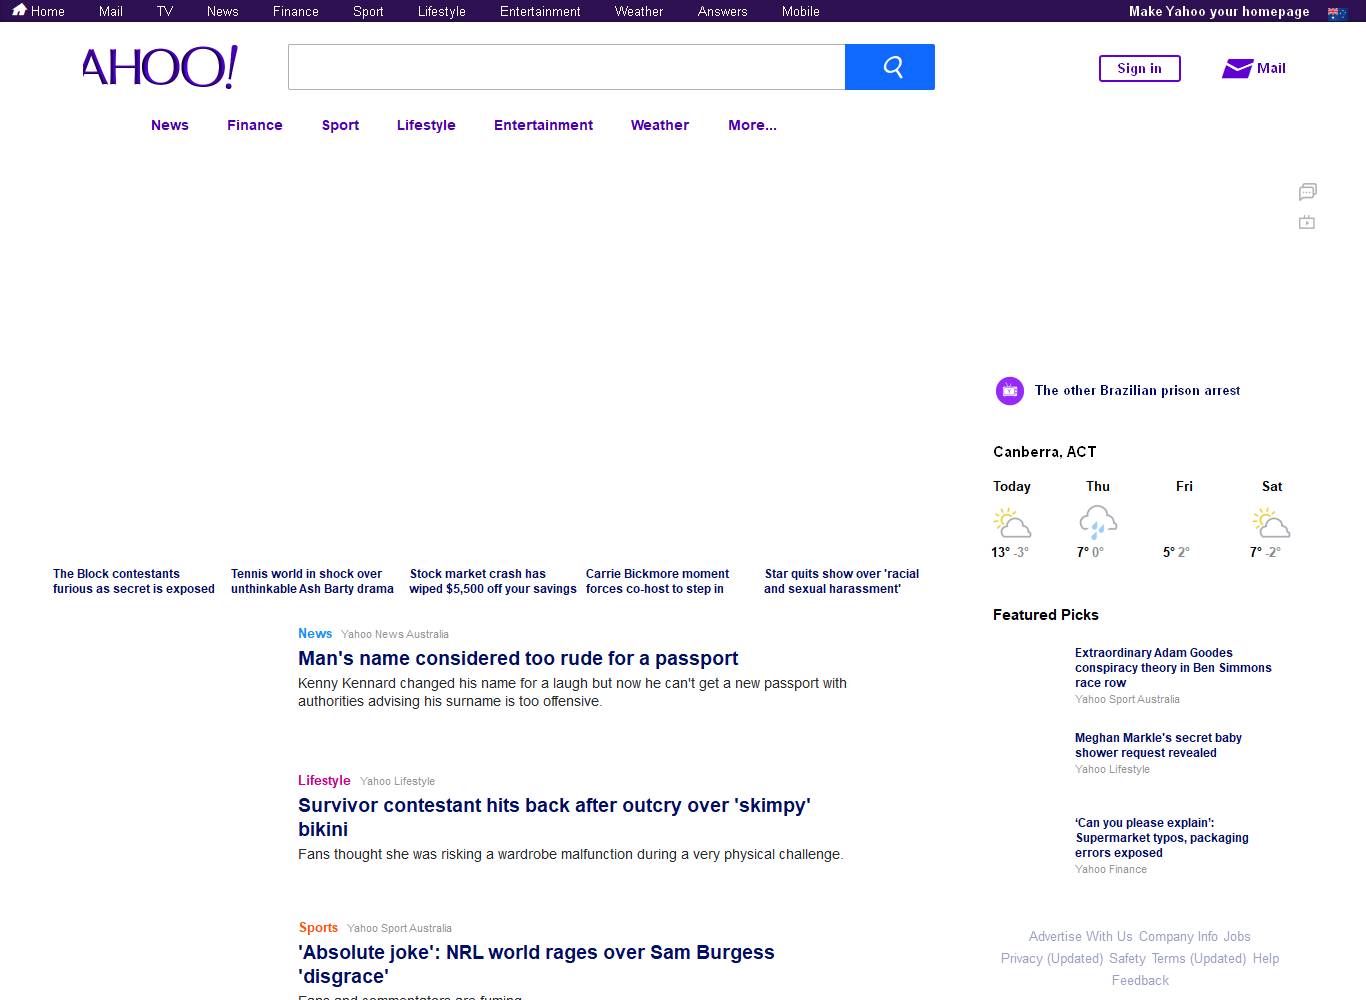 Home Mail TV News Finance Sport Lifestyle Entertainment Weather Answers Mobile Make Yahoo your homepage
AHOO!
Sign in
Mail
News Finance Sport Lifestyle Entertainment Weather More...
The other Brazilian prison arrest
Canberra, ACT
Today Thu Fri Sat
13° -3° 7° 0° 5° 2° 7° -2°
The Block contestants
furious as secret is exposed
Tennis world in shock over
unthinkable Ash Barty drama
Stock market crash has
wiped $5,500 off your savings
Carrie Bickmore moment
forces co-host to step in
Star quits show over 'racial
and sexual harassment'
News Yahoo News Australia
Man's name considered too rude for a passport
Kenny Kennard changed his name for a laugh but now he can't get a new passport with
authorities advising his surname is too offensive.
Lifestyle Yahoo Lifestyle
Survivor contestant hits back after outcry over 'skimpy'
bikini
Fans thought she was risking a wardrobe malfunction during a very physical challenge.
Sports Yahoo Sport Australia
'Absolute joke': NRL world rages over Sam Burgess
'disgrace'
Fans and commentators are fuming.
Featured Picks
Extraordinary Adam Goodes
conspiracy theory in Ben Simmons
race row
Yahoo Sport Australia
Meghan Markle's secret baby
shower request revealed
Yahoo Lifestyle
‘Can you please explain’:
Supermarket typos, packaging
errors exposed
Yahoo Finance
Advertise With Us Company Info Jobs
Privacy (Updated) Safety Terms (Updated) Help
Feedback